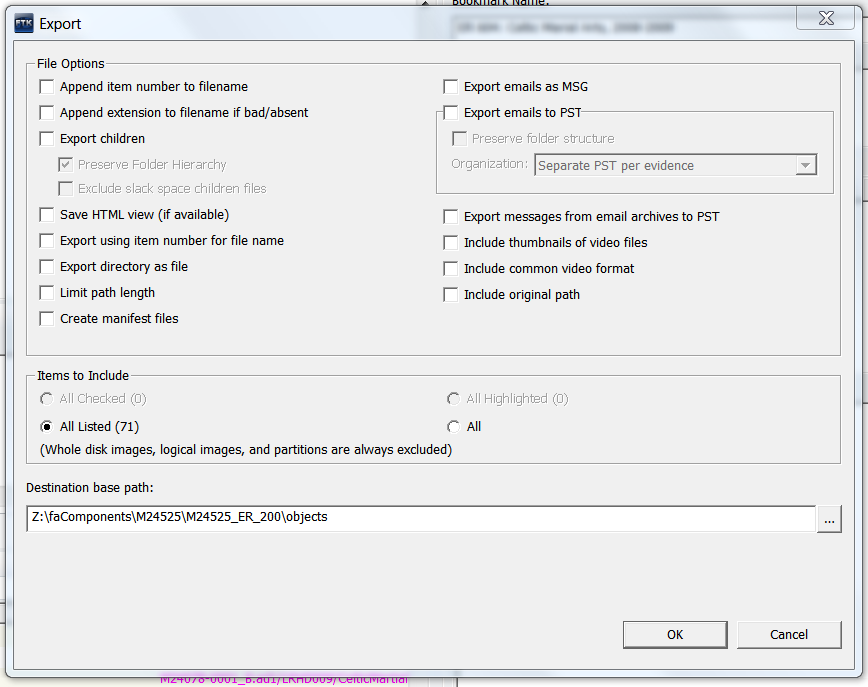 Bookmark Name:
FTK Export
File Options
Append item number to filename
Append extension to filename if bad/absent
Export children
Preserve Folder Hierarchy
Exclude slack space children files
Save HTML view (if available)
Export using item number for file name
Export directory as file
Limit path length
Create manifest files
Export emails as MSG
Export emails to PST
Preserve folder structure
Organization: Separate PST per evidence
Export messages from email archives to PST
Include thumbnails of video files
Include common video format
Include original path
Items to Include
All Checked (0)
All Highlighted (0)
All Listed (71)
All
(Whole disk images, logical images, and partitions are always excluded)
Destination base path:
Z:\faComponents\M24525\M24525_ER_200\objects
...
OK
Cancel